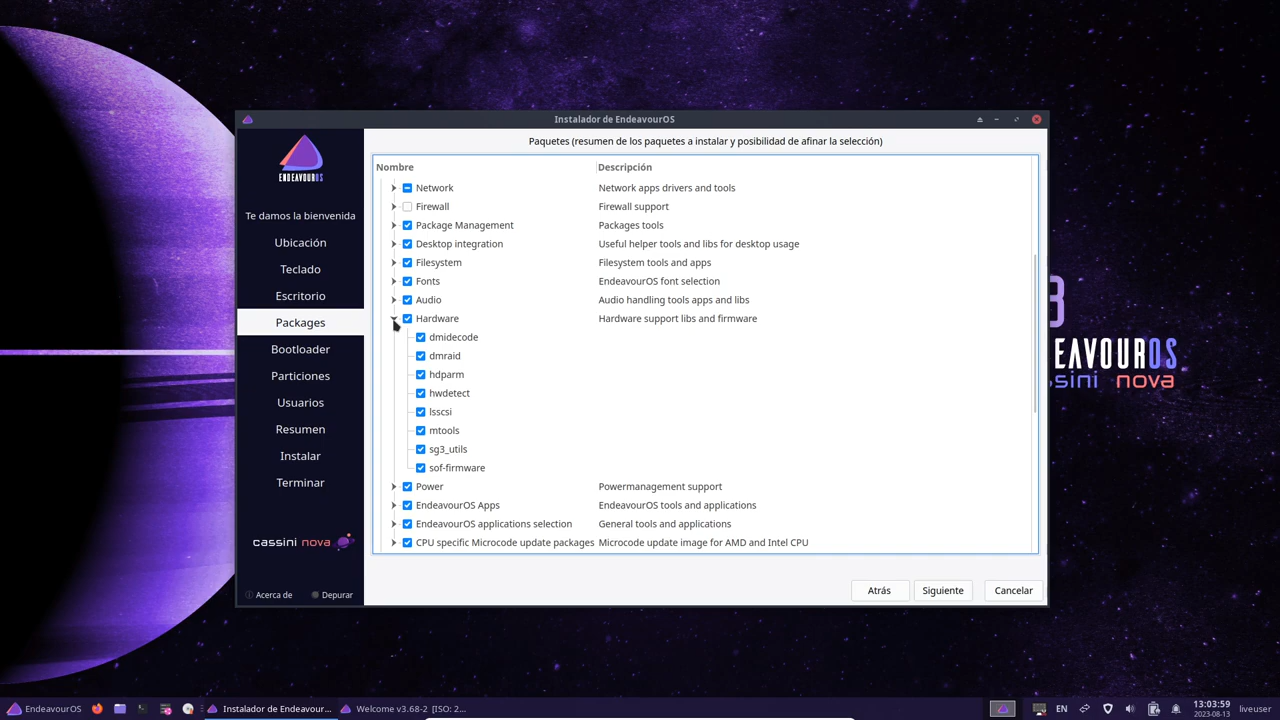 Instalador de EndeavourOS
Paquetes (resumen de los paquetes a instalar y posibilidad de afinar la selección)
ENDEAVOUROS
Te damos la bienvenida
Ubicación
Teclado
Escritorio
Packages
Bootloader
Particiones
Usuarios
Resumen
Instalar
Terminar
cassini nova
Acerca de
Depurar
Nombre Descripción
Network Network apps drivers and tools
Firewall Firewall support
Package Management Packages tools
Desktop integration Useful helper tools and libs for desktop usage
Filesystem Filesystem tools and apps
Fonts EndeavourOS font selection
Audio Audio handling tools apps and libs
Hardware Hardware support libs and firmware
dmidecode
dmraid
hdparm
hwdetect
lsscsi
mtools
sg3_utils
sof-firmware
Power Powermanagement support
EndeavourOS Apps EndeavourOS tools and applications
EndeavourOS applications selection General tools and applications
CPU specific Microcode update packages Microcode update image for AMD and Intel CPU
Atrás
Siguiente
Cancelar
3
EAVOUROS
ssini nova
EndeavourOS
Instalador de Endeavour...
Welcome v3.68-2 [ISO: 2...
EN
13:03:59
2023-08-13
liveuser